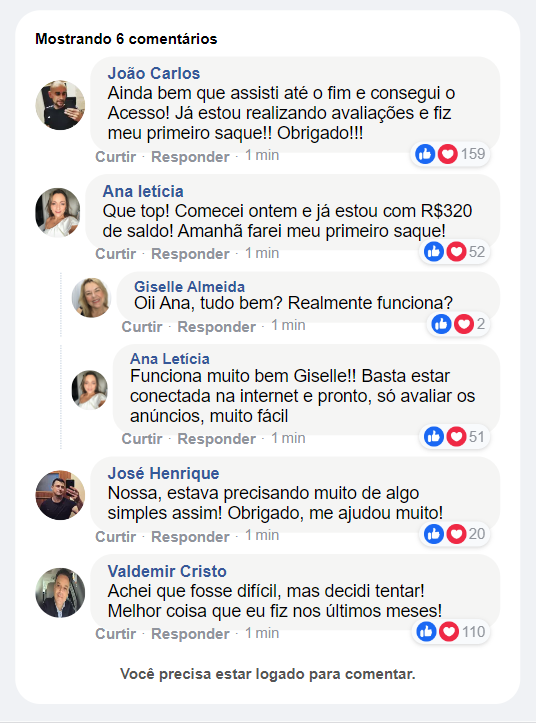 Mostrando 6 comentários
João Carlos
Ainda bem que assisti até o fim e consegui o
Acesso! Já estou realizando avaliações e fiz
meu primeiro saque!! Obrigado!!!
Curtir · Responder · 1 min
159
Ana letícia
Que top! Comecei ontem e já estou com R$320
de saldo! Amanhã farei meu primeiro saque!
Curtir · Responder · 1 min
52
Giselle Almeida
Oii Ana, tudo bem? Realmente funciona?
Curtir · Responder · 1 min
2
Ana Letícia
Funciona muito bem Giselle!! Basta estar
conectada na internet e pronto, só avaliar os
anúncios, muito fácil
Curtir · Responder · 1 min
51
José Henrique
Nossa, estava precisando muito de algo
simples assim! Obrigado, me ajudou muito!
Curtir · Responder · 1 min
20
Valdemir Cristo
Achei que fosse difícil, mas decidi tentar!
Melhor coisa que eu fiz nos últimos meses!
Curtir · Responder · 1 min
110
Você precisa estar logado para comentar.